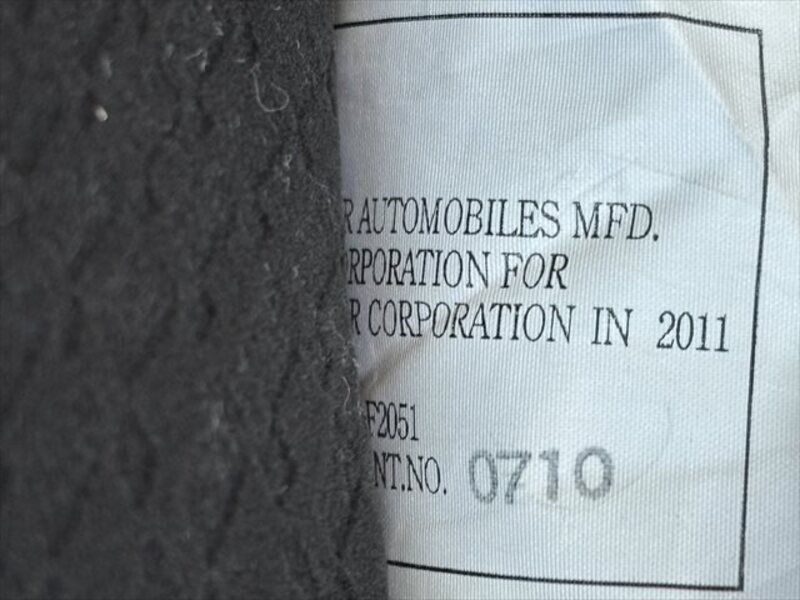 R AUTOMOBILES MFD.
RPORATION FOR
R CORPORATION IN 2011
F2051
NT.NO. 0710